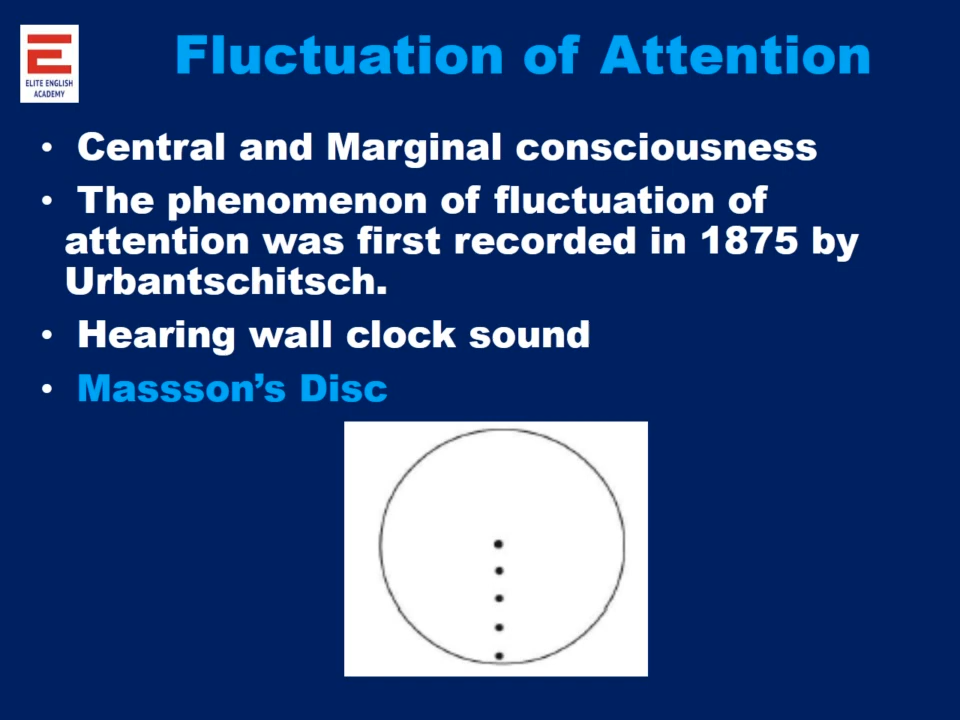 ELITE ENGLISH
ACADEMY
Fluctuation of Attention
• Central and Marginal consciousness
• The phenomenon of fluctuation of
attention was first recorded in 1875 by
Urbantschitsch.
• Hearing wall clock sound
• Massson’s Disc